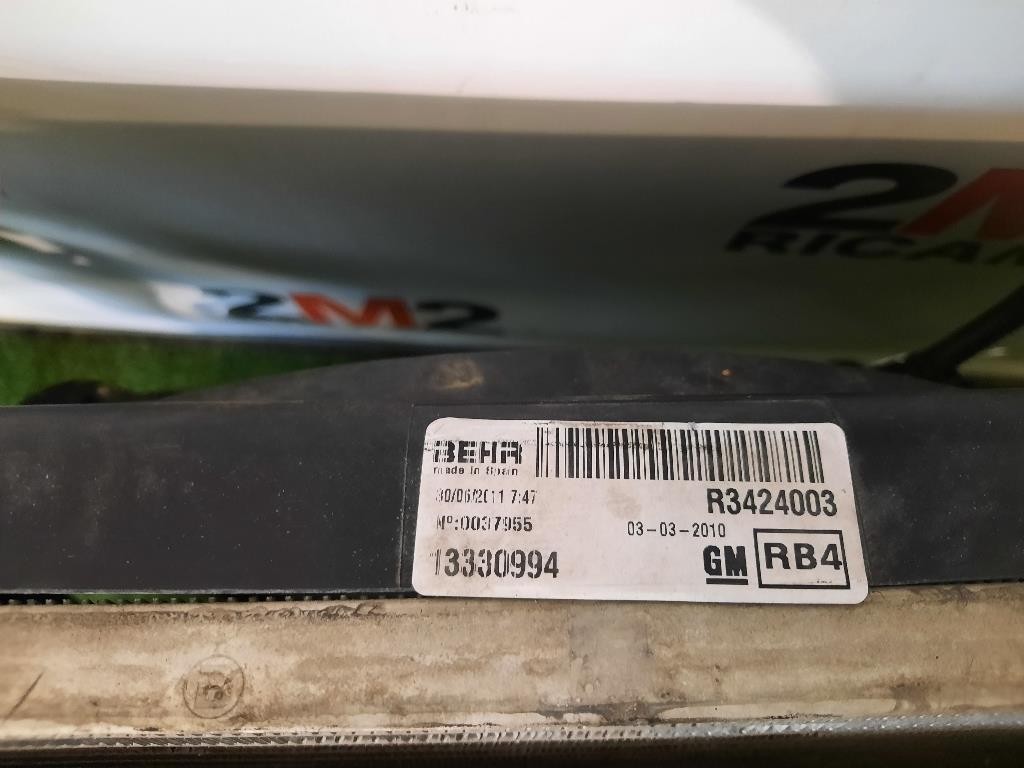 2M
RICAM
2M2
BEHR
made in Spain
30/06/2011 7:47
R3424003
Nº:0037955
03-03-2010
13330994
GM
RB4